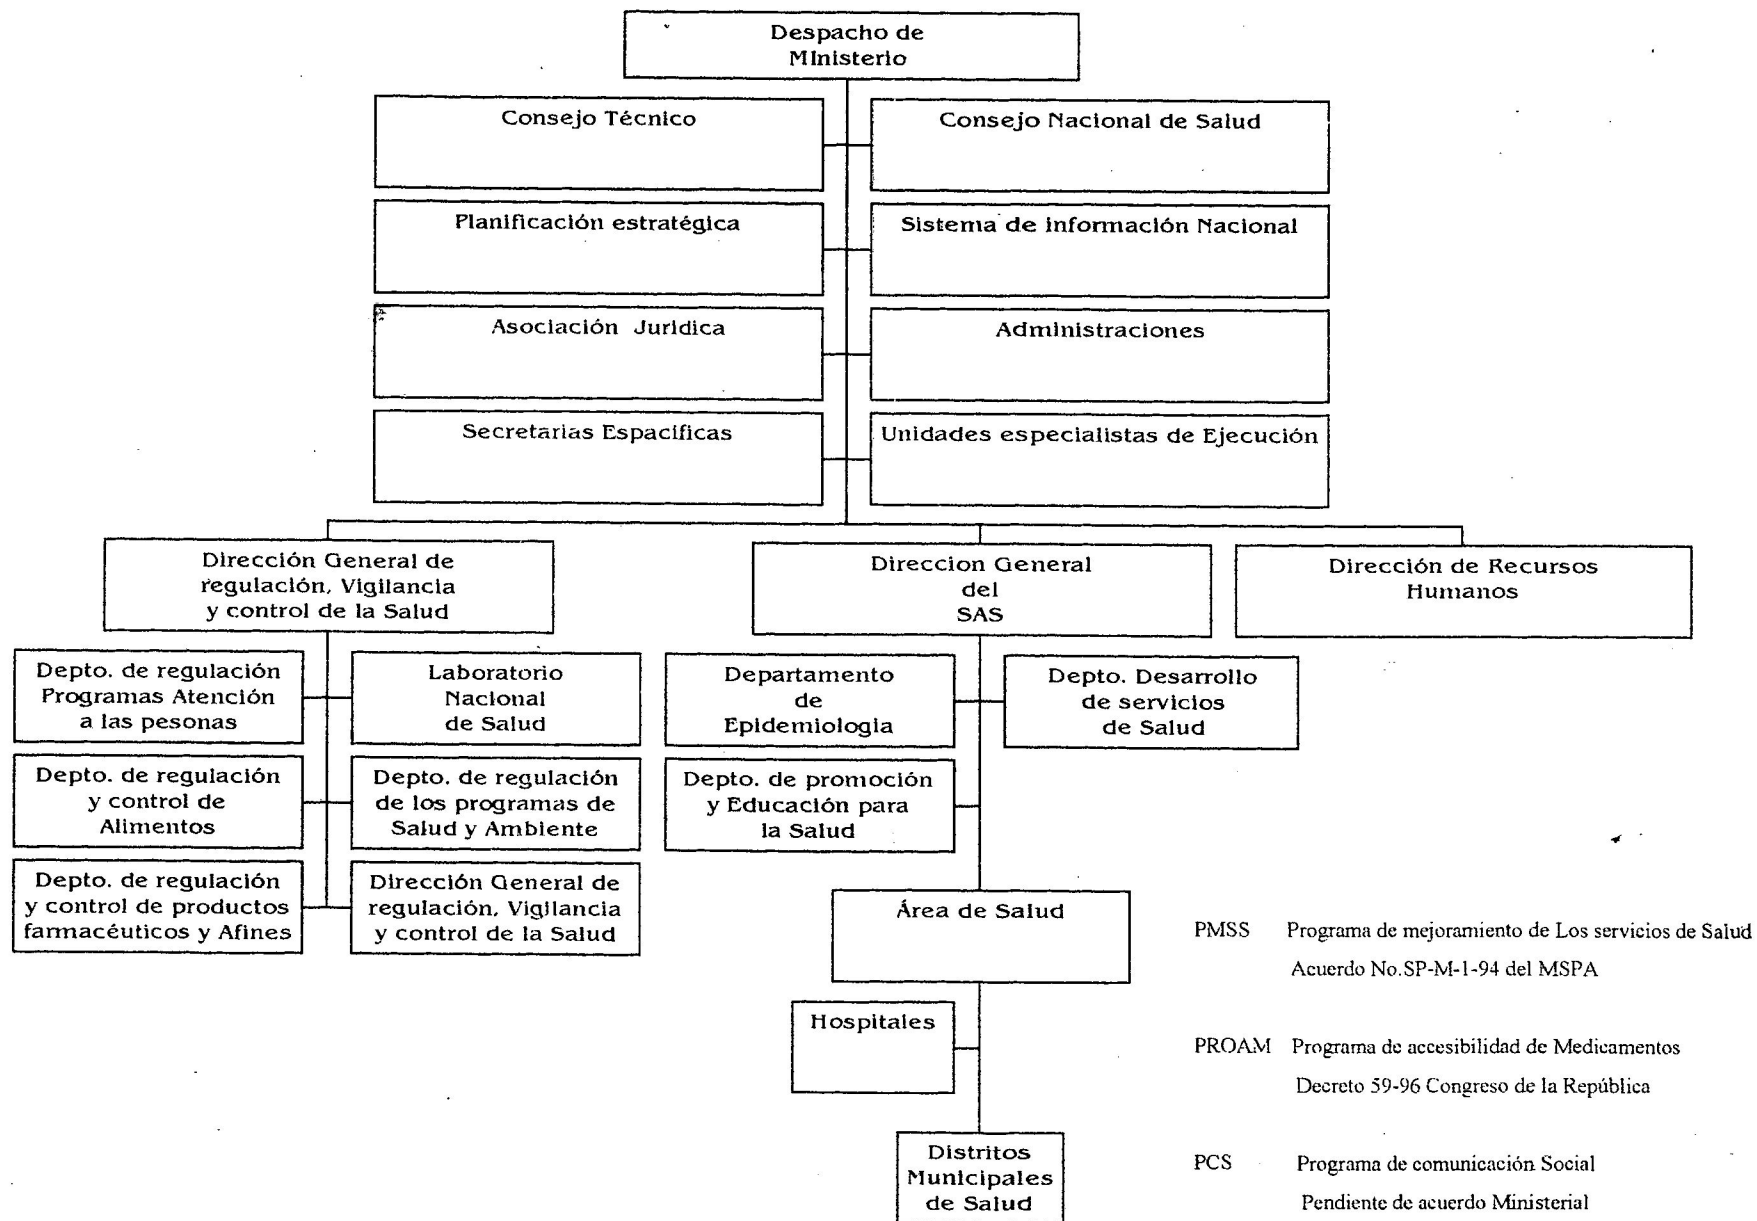 Despacho de
MInisterio
Consejo Técnico
Consejo Nacional de Salud
Planificación estratégica
Sistema de información Nacional
Asociación Juridica
Administraciones
Secretarias Espacificas
Unidades especialistas de Ejecución
Dirección General de
regulación, Vigilancia
y control de la Salud
Direccion General
del
SAS
Dirección de Recursos
Humanos
Depto. de regulación
Programas Atención
a las pesonas
Laboratorio
Nacional
de Salud
Departamento
de
Epidemiologia
Depto. Desarrollo
de servicios
de Salud
Depto. de regulación
y control de
Alimentos
Depto. de regulación
de los programas de
Salud y Ambiente
Depto. de promoción
y Educación para
la Salud
Depto. de regulación
y control de productos
farmacéuticos y Afines
Dirección General de
regulación, Vigilancia
y control de la Salud
Área de Salud
PMSS Programa de mejoramiento de Los servicios de Salud
Acuerdo No.SP-M-1-94 del MSPA
Hospitales
PROAM Programa de accesibilidad de Medicamentos
Decreto 59-96 Congreso de la República
Distritos
Municipales
de Salud
PCS Programa de comunicación Social
Pendiente de acuerdo Ministerial